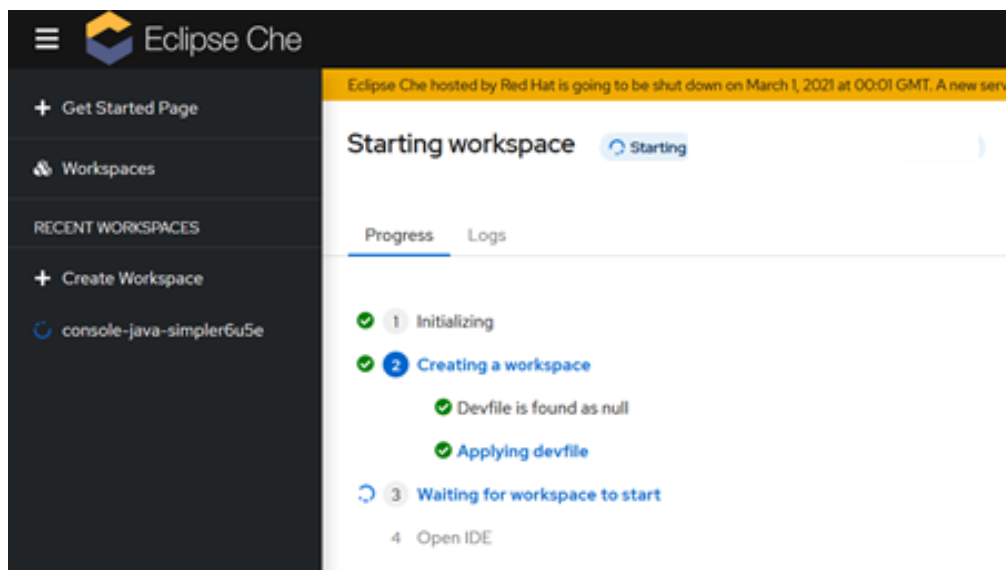 Eclipse Che
Get Started Page
Workspaces
RECENT WORKSPACES
Create Workspace
console-java-simpler6u5e
Eclipse Che hosted by Red Hat is going to be shut down on March 1, 2021 at 00:01 GMT. A new serv
Starting workspace Starting
Progress Logs
1 Initializing
2 Creating a workspace
Devfile is found as null
Applying devfile
3 Waiting for workspace to start
4 Open IDE